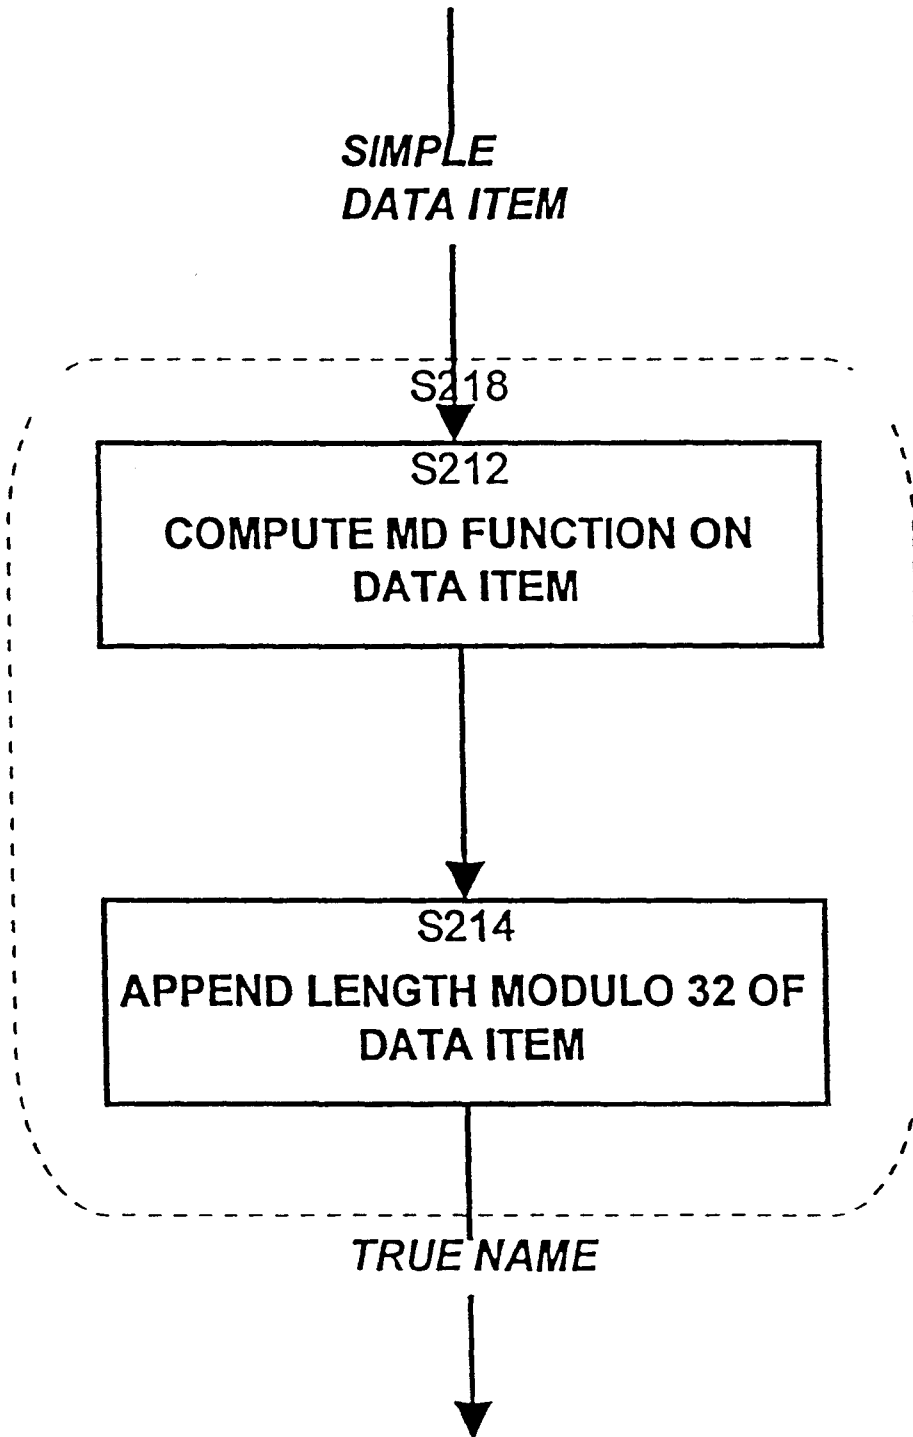 SIMPLE
DATA ITEM
S218
S212
COMPUTE MD FUNCTION ON
DATA ITEM
S214
APPEND LENGTH MODULO 32 OF
DATA ITEM
TRUE NAME